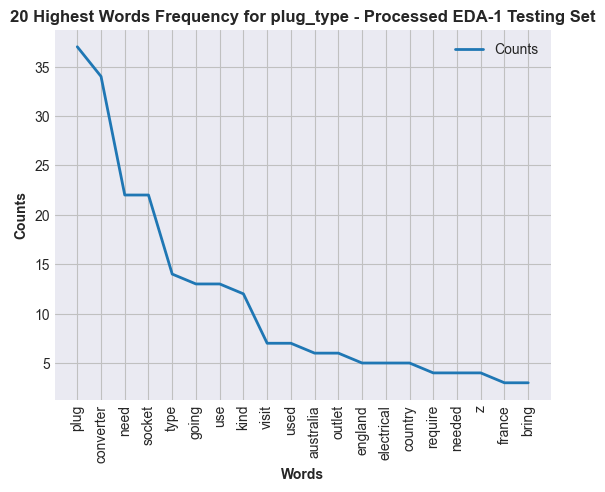 20 Highest Words Frequency for plug_type - Processed EDA-1 Testing Set
Counts
35
30
25
20
15
10
5
Counts
plug
converter
need
socket
type
going
use
kind
visit
used
australia
outlet
england
electrical
country
require
needed
z
france
bring
Words